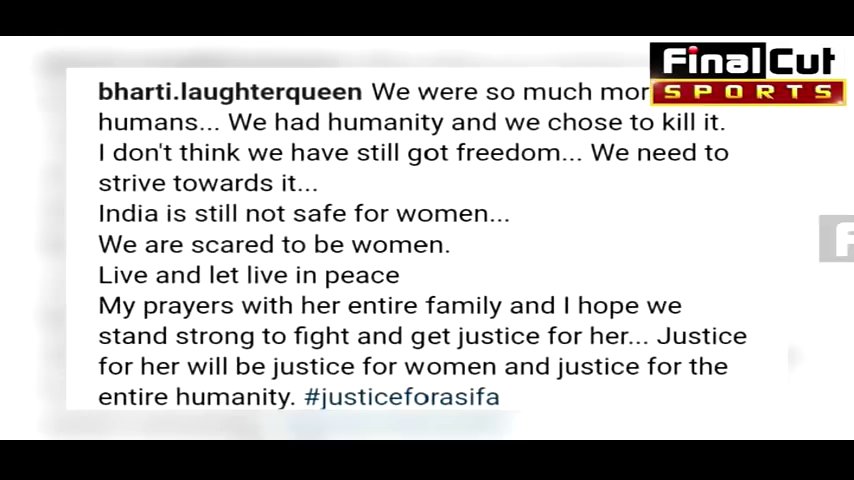 Final Cut
SPORTS
bharti.laughterqueen We were so much
humans... We had humanity and we chose to kill it.
I don't think we have still got freedom... We need to
strive towards it...
India is still not safe for women...
We are scared to be women.
Live and let live in peace
My prayers with her entire family and I hope we
stand strong to fight and get justice for her... Justice
for her will be justice for women and justice for the
entire humanity. #justiceforasifa